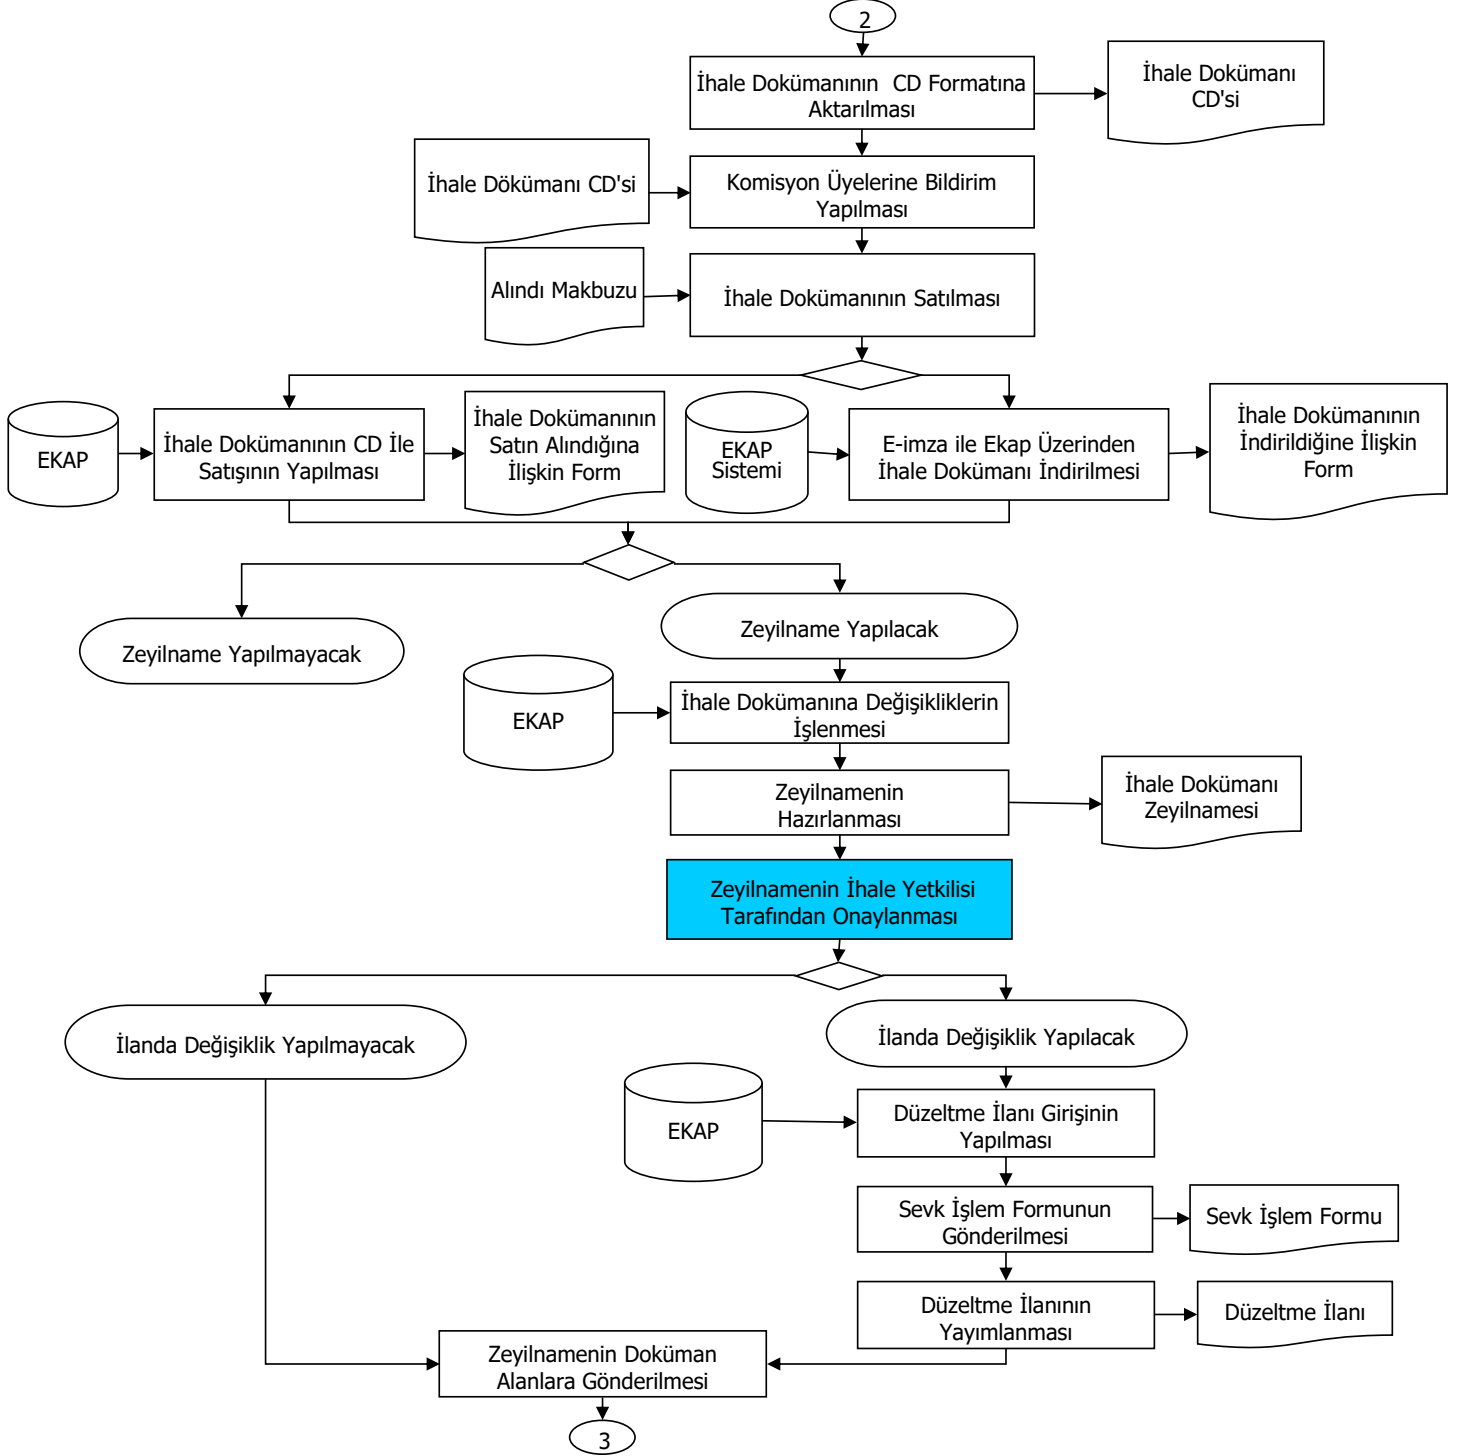 2
İhale Dokümanının CD Formatına
Aktarılması
İhale Dokümanı
CD'si
İhale Dökümanı CD'si
Komisyon Üyelerine Bildirim
Yapılması
Alındı Makbuzu
İhale Dokümanının Satılması
EKAP
İhale Dokümanının CD İle
Satışının Yapılması
İhale Dokümanının
Satın Alındığına
İlişkin Form
EKAP
Sistemi
E-imza ile Ekap Üzerinden
İhale Dokümanı İndirilmesi
İhale Dokümanının
İndirildiğine İlişkin
Form
Zeyilname Yapılmayacak
Zeyilname Yapılacak
EKAP
İhale Dokümanına Değişikliklerin
İşlenmesi
Zeyilnamenin
Hazırlanması
İhale Dokümanı
Zeyilnamesi
Zeyilnamenin İhale Yetkilisi
Tarafından Onaylanması
İlanda Değişiklik Yapılmayacak
İlanda Değişiklik Yapılacak
EKAP
Düzeltme İlanı Girişinin
Yapılması
Sevk İşlem Formunun
Gönderilmesi
Sevk İşlem Formu
Düzeltme İlanının
Yayımlanması
Düzeltme İlanı
Zeyilnamenin Doküman
Alanlara Gönderilmesi
3